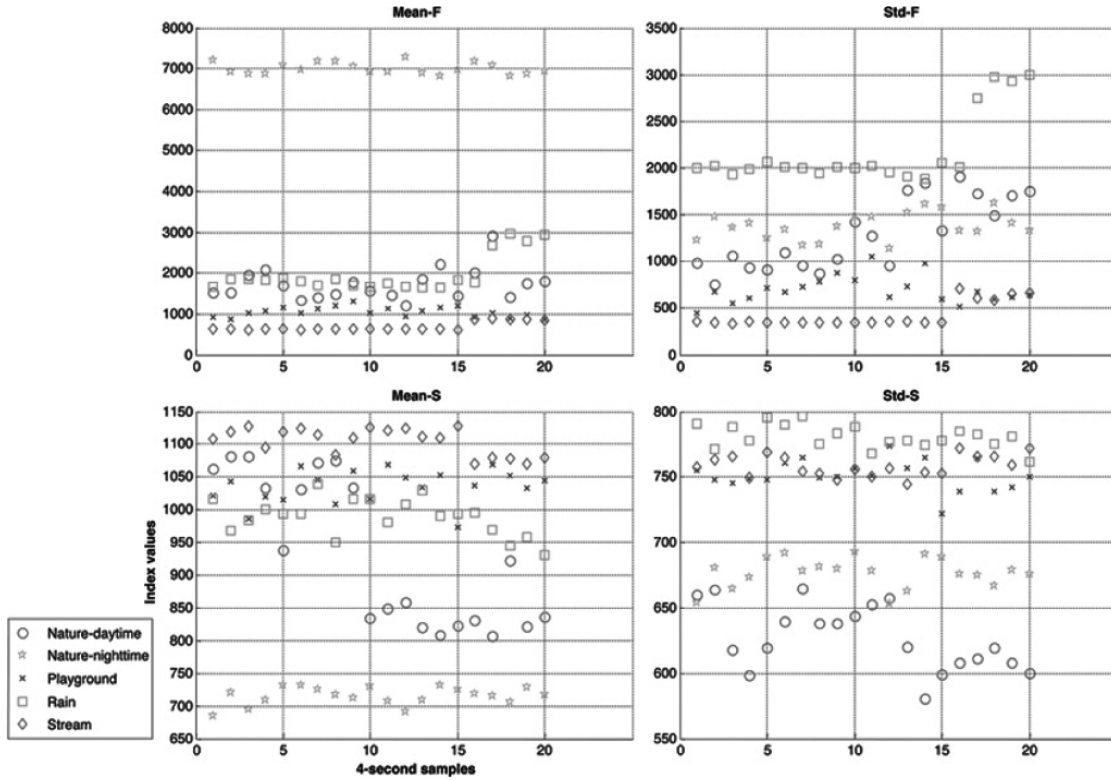 Mean-F
8000
7000
6000
5000
4000
3000
2000
1000
0
0 5 10 15 20
Std-F
3500
3000
2500
2000
1500
1000
500
0
0 5 10 15 20
Mean-S
1150
1100
1050
1000
950
900
850
800
750
700
650
0 5 10 15 20
Index values
4-second samples
Std-S
800
750
700
650
600
550
0 5 10 15 20
Nature-daytime
Nature-nighttime
Playground
Rain
Stream